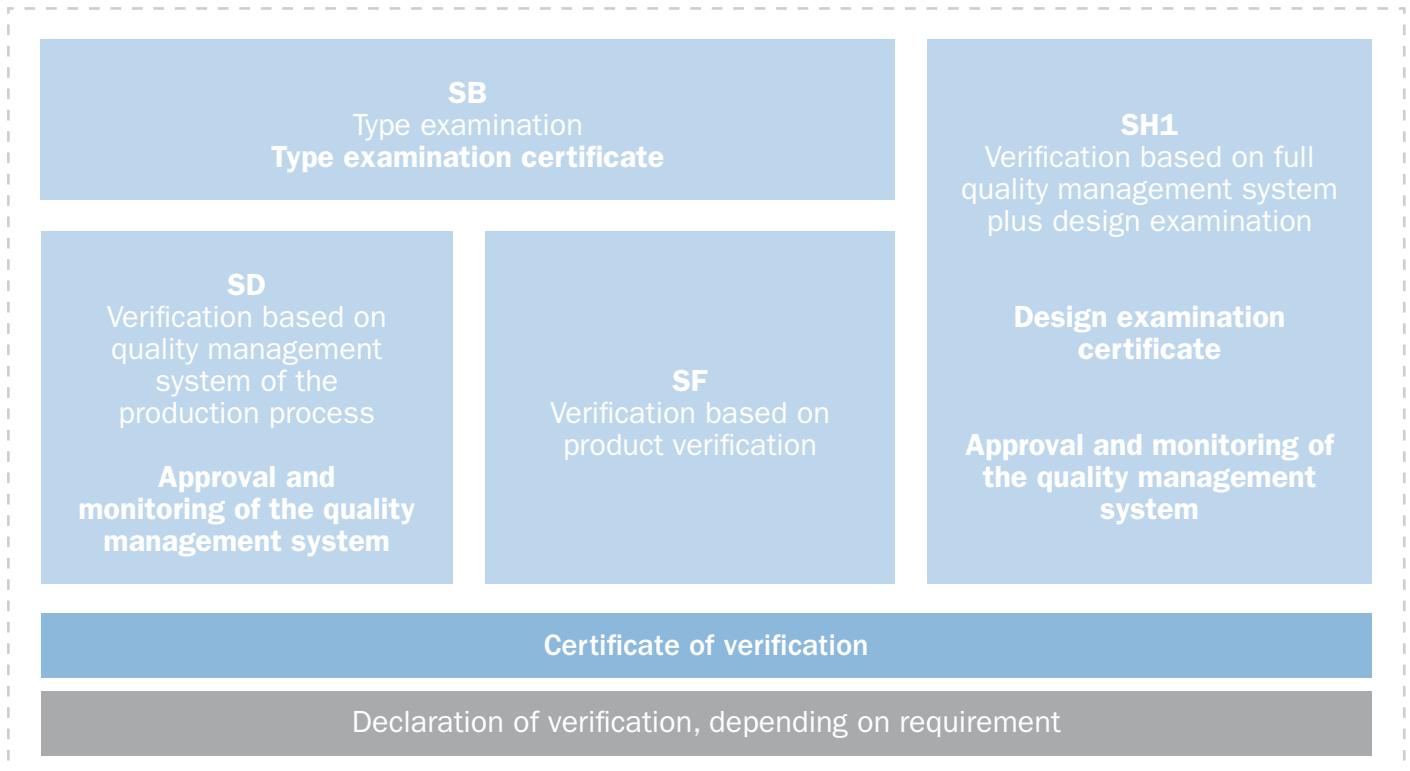 SB
Type examination
Type examination certificate
SH1
Verification based on full
quality management system
plus design examination
Design examination
certificate
Approval and monitoring of
the quality management
system
SD
Verification based on
quality management
system of the
production process
Approval and
monitoring of the quality
management system
SF
Verification based on
product verification
Certificate of verification
Declaration of verification, depending on requirement